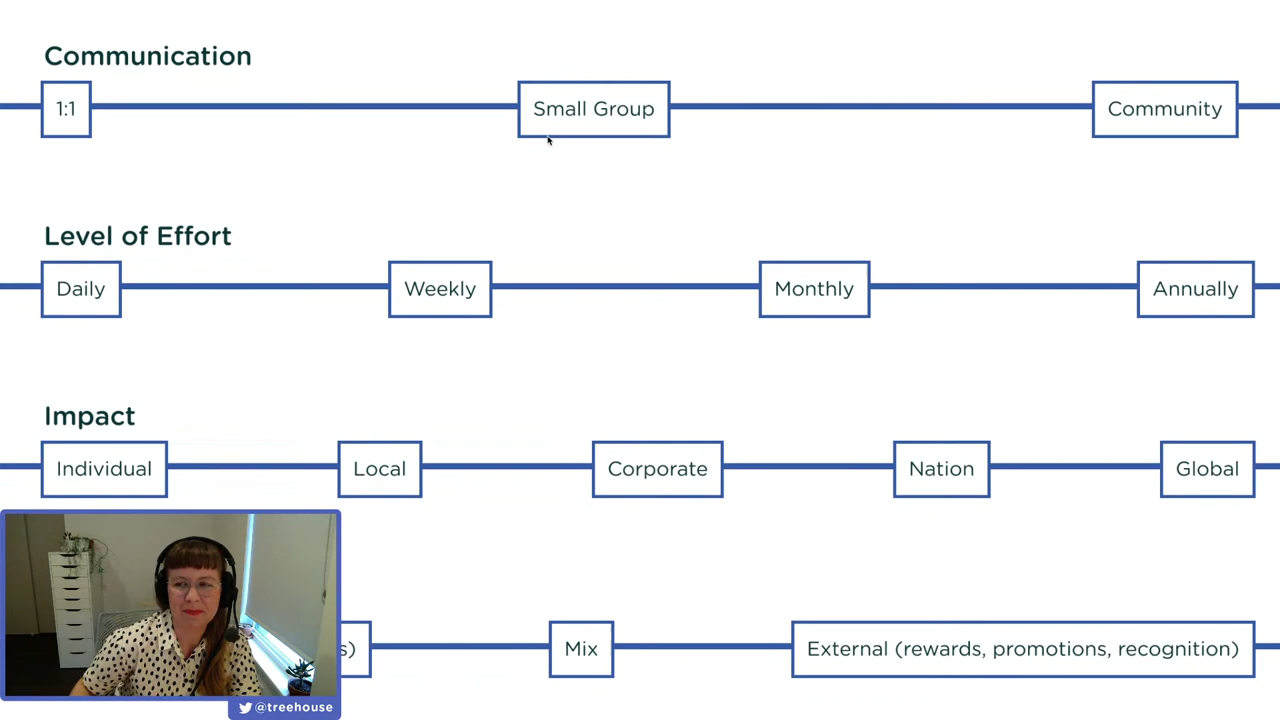 Communication
1:1 Small Group Community
Level of Effort
Daily Weekly Monthly Annually
Impact
Individual Local Corporate Nation Global
s) Mix External (rewards, promotions, recognition)
@treehouse